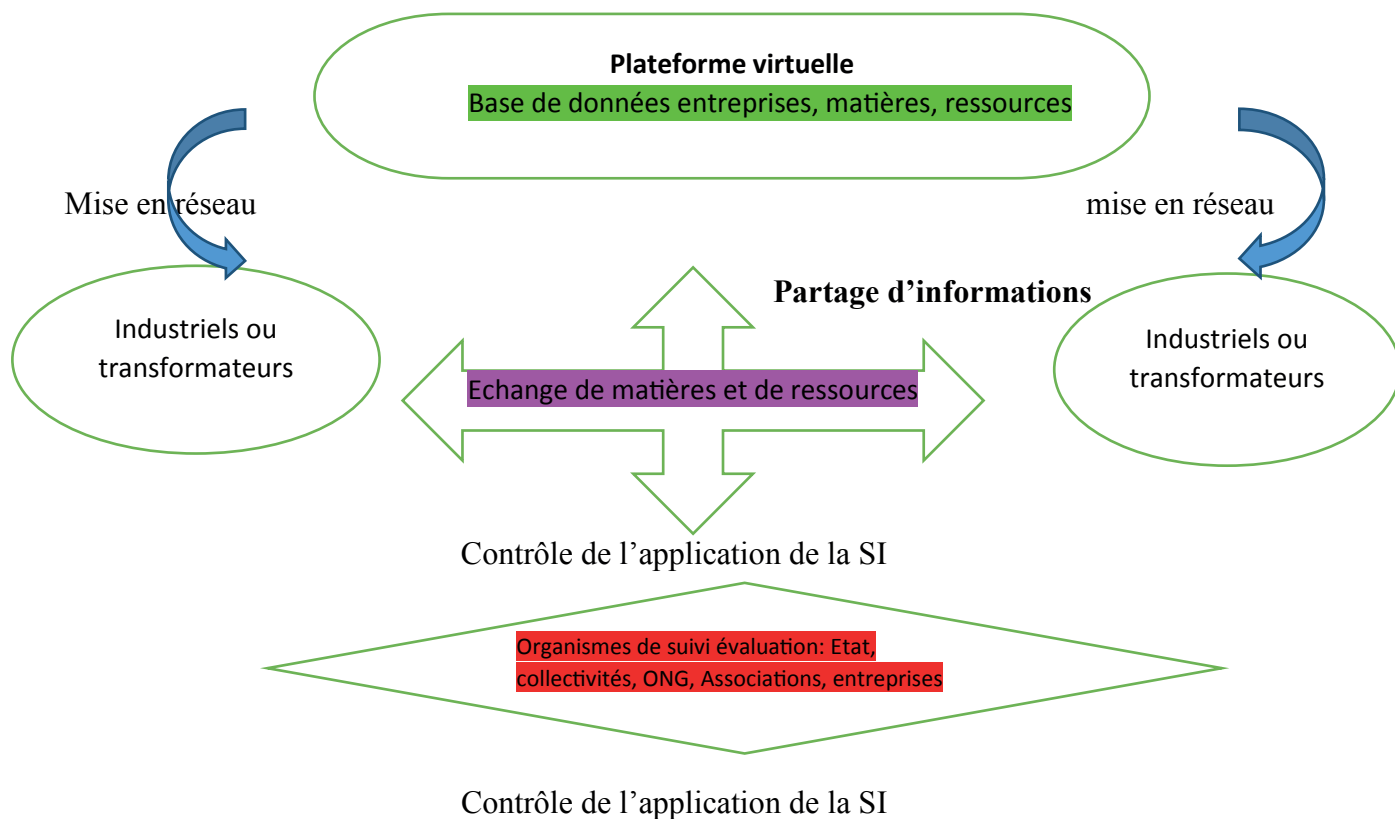 Plateforme virtuelle
Base de données entreprises, matières, ressources
Mise en réseau
mise en réseau
Partage d’informations
Industriels ou
transformateurs
Echange de matières et de ressources
Industriels ou
transformateurs
Contrôle de l’application de la SI
Organismes de suivi évaluation: Etat,
collectivités, ONG, Associations, entreprises
Contrôle de l’application de la SI